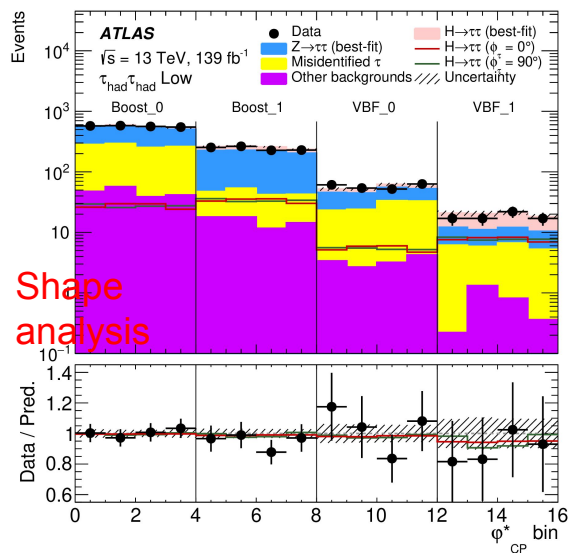 Events
ATLAS
√s = 13 TeV, 139 fb⁻¹
τhadτhad Low
Data
Z→ττ (best-fit)
Misidentified τ
Other backgrounds
H→ττ (best-fit)
H→ττ (ϕτ = 0°)
H→ττ (ϕτ = 90°)
Uncertainty
Boost_0 Boost_1 VBF_0 VBF_1
10⁴
10³
10²
10
1
10⁻¹
Shape
analysis
Data / Pred.
1.4
1.2
1
0.8
0.6
0 2 4 6 8 10 12 14 16
φ*CP bin